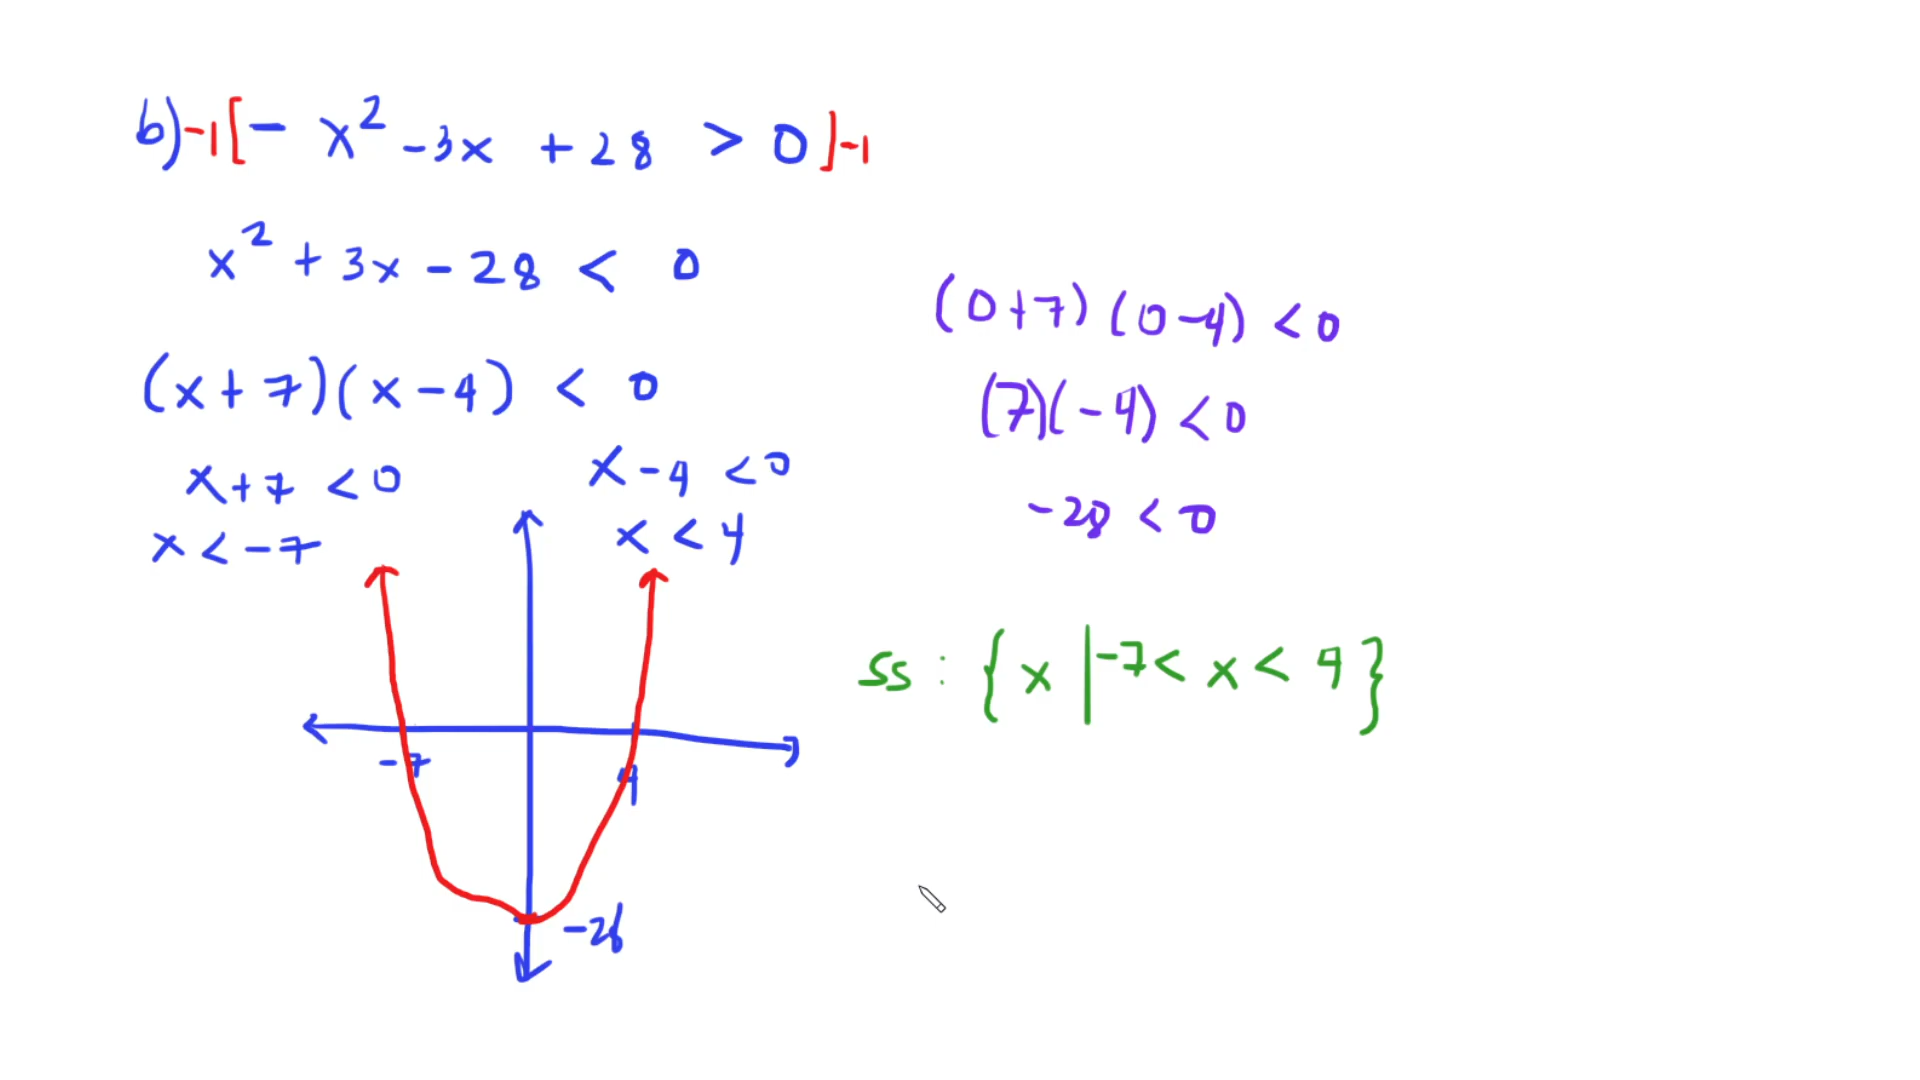 b) -1[- x² - 3x + 28 > 0]-1
x² + 3x - 28 < 0
(x + 7)(x - 4) < 0
x + 7 < 0
x < -7
x - 4 < 0
x < 4
-7
4
(0 + 7)(0 - 4) < 0
(7)(-4) < 0
-28 < 0
ss : {x | -7 < x < 4}